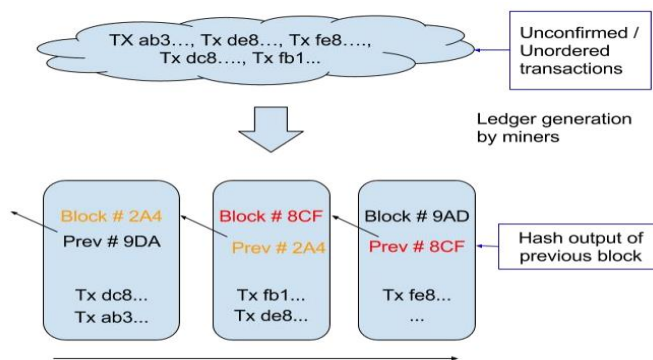 TX ab3..., Tx de8..., Tx fe8....,
Tx dc8...., Tx fb1...
Unconfirmed /
Unordered
transactions
Ledger generation
by miners
Block # 2A4
Prev # 9DA
Tx dc8...
Tx ab3...
Block # 8CF
Prev # 2A4
Tx fb1...
Tx de8...
Block # 9AD
Prev # 8CF
Tx fe8...
...
Hash output of
previous block